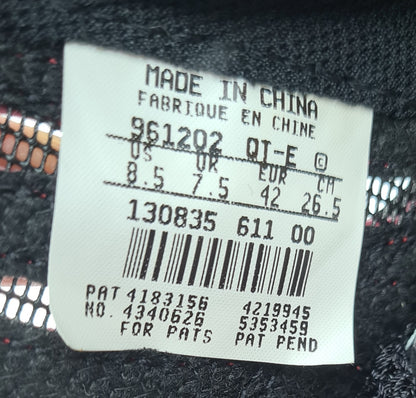 MADE IN CHINA
FABRIQUE EN CHINE
961202 QT-E C
US UK EUR CM
8.5 7.5 42 26.5
130835 611 00
PAT 4183156 4219945
NO. 4340626 5353459
FOR PATS PAT PEND